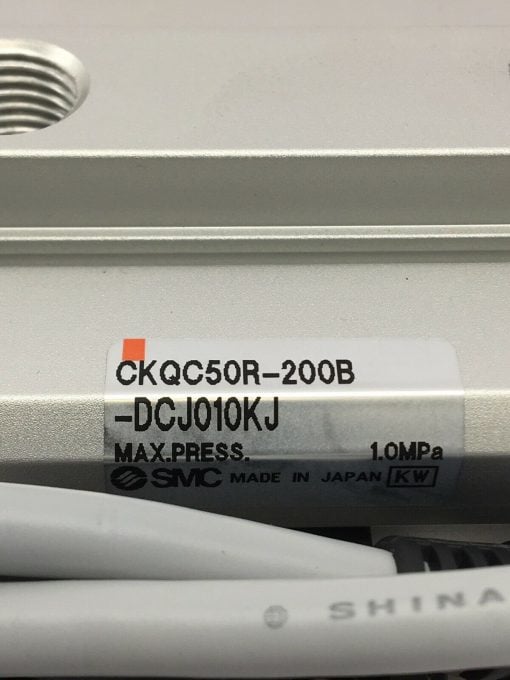 CKQC50R-200B
-DCJ010KJ
MAX.PRESS. 1.0MPa
SMC MADE IN JAPAN KW
© SHINA